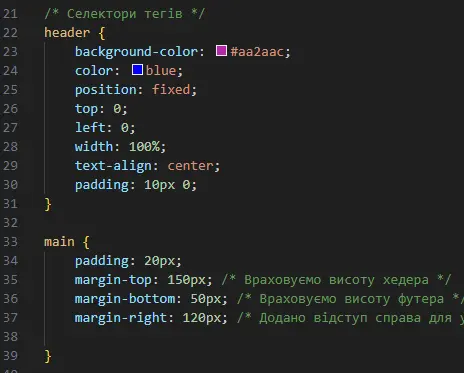 21 /* Селектори тегів */
22 header {
23 background-color: #aa2aac;
24 color: blue;
25 position: fixed;
26 top: 0;
27 left: 0;
28 width: 100%;
29 text-align: center;
30 padding: 10px 0;
31 }
32
33 main {
34 padding: 20px;
35 margin-top: 150px; /* Враховуємо висоту хедера */
36 margin-bottom: 50px; /* Враховуємо висоту футера */
37 margin-right: 120px; /* Додано відступ справа для
38
39 }